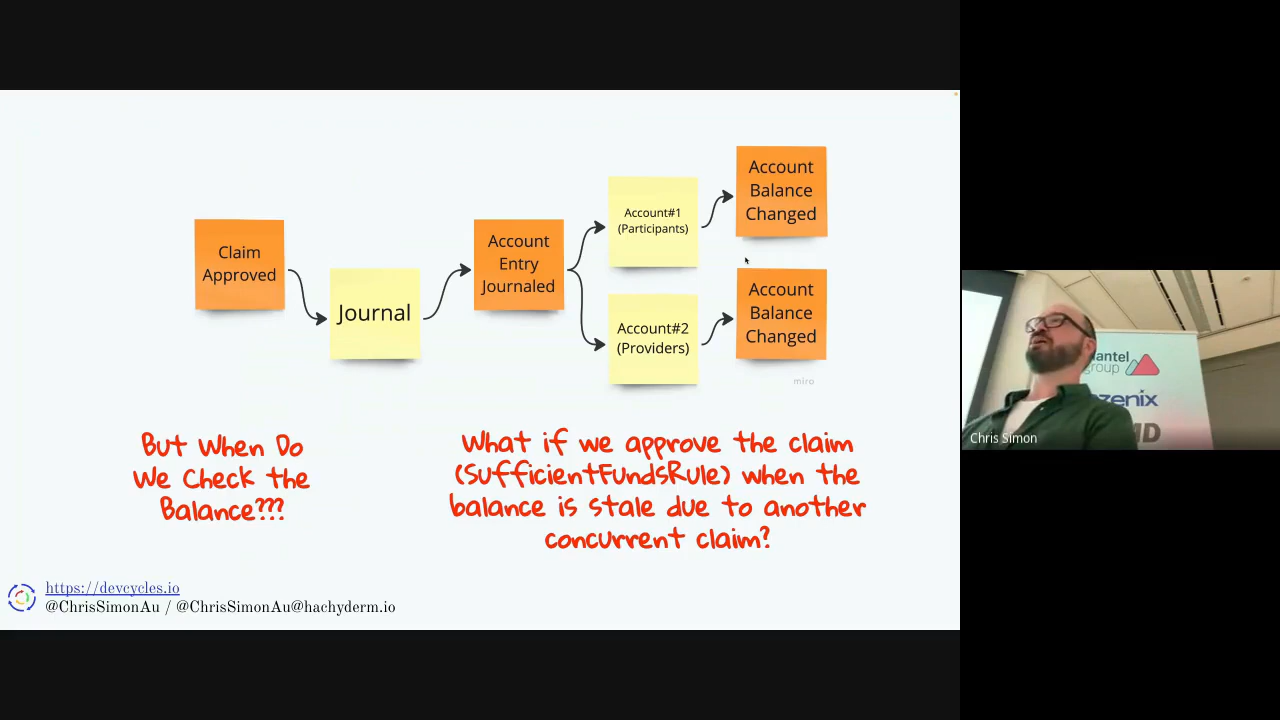 Claim
Approved
Journal
Account
Entry
Journaled
Account#1
(Participants)
Account
Balance
Changed
Account#2
(Providers)
Account
Balance
Changed
miro
But When Do
We Check the
Balance???
What if we approve the claim
(SufficientFundsRule) when the
balance is stale due to another
concurrent claim?
https://devcycles.io
@ChrisSimonAu / @ChrisSimonAu@hachyderm.io
group
Chris Simon